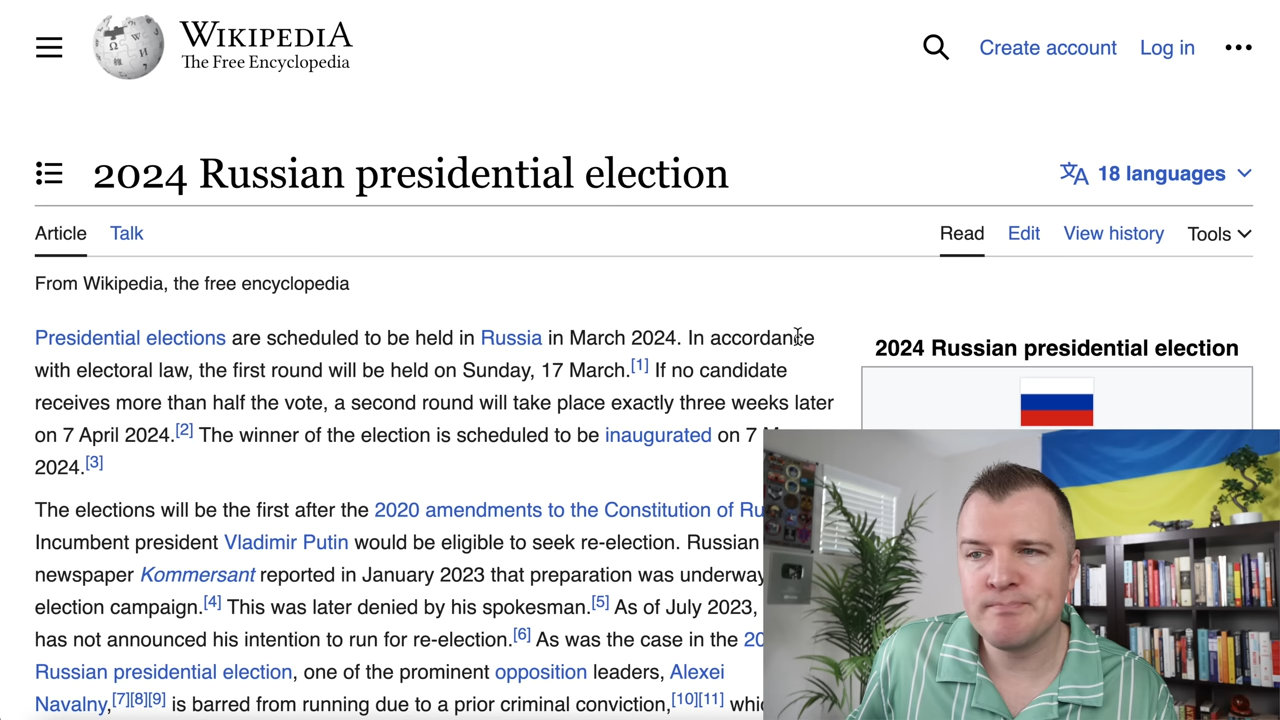 WIKIPEDIA
The Free Encyclopedia
Create account
Log in
2024 Russian presidential election
18 languages
Article
Talk
Read
Edit
View history
Tools
From Wikipedia, the free encyclopedia
Presidential elections are scheduled to be held in Russia in March 2024. In accordance
with electoral law, the first round will be held on Sunday, 17 March.[1] If no candidate
receives more than half the vote, a second round will take place exactly three weeks later
on 7 April 2024.[2] The winner of the election is scheduled to be inaugurated on 7
2024.[3]
The elections will be the first after the 2020 amendments to the Constitution of
Incumbent president Vladimir Putin would be eligible to seek re-election. Russian
newspaper Kommersant reported in January 2023 that preparation was underway
election campaign.[4] This was later denied by his spokesman.[5] As of July 2023,
has not announced his intention to run for re-election.[6] As was the case in the
Russian presidential election, one of the prominent opposition leaders, Alexei
Navalny,[7][8][9] is barred from running due to a prior criminal conviction,[10][11]
2024 Russian presidential election